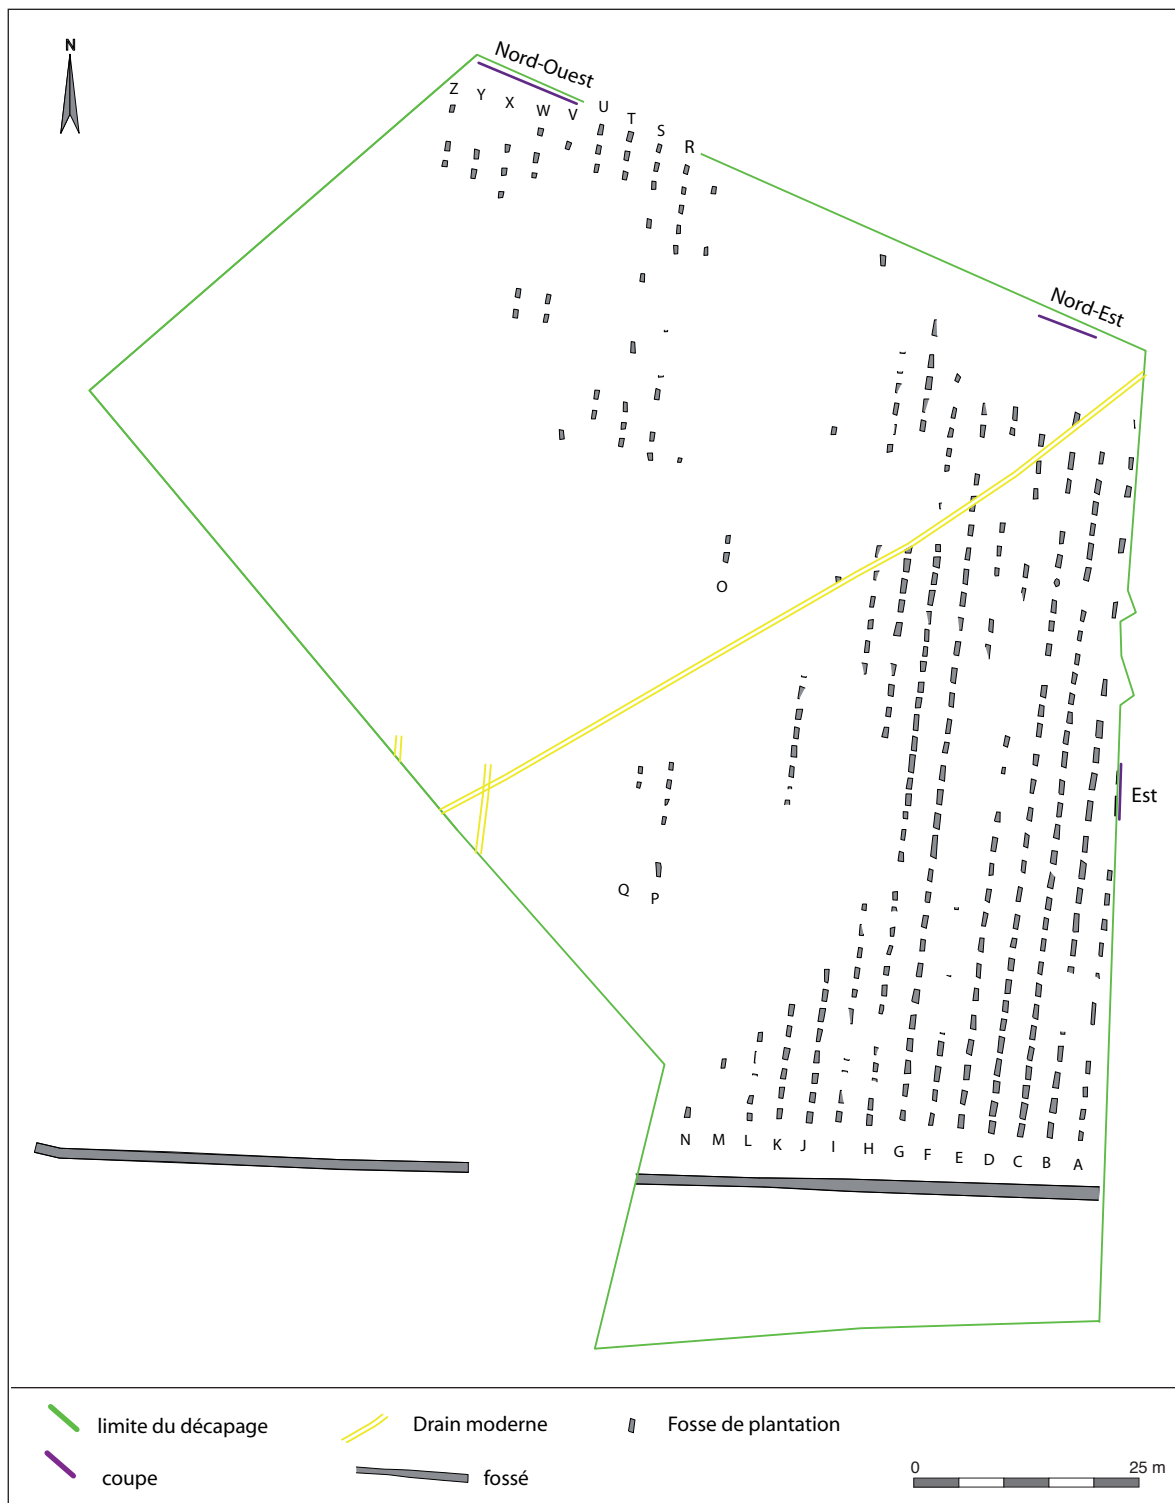 N
Nord-Ouest
Z Y X W V U T S R
Nord-Est
O
Est
Q P
N M L K J I H G F E D C B A
limite du décapage
Drain moderne
Fosse de plantation
coupe
fossé
0 25 m